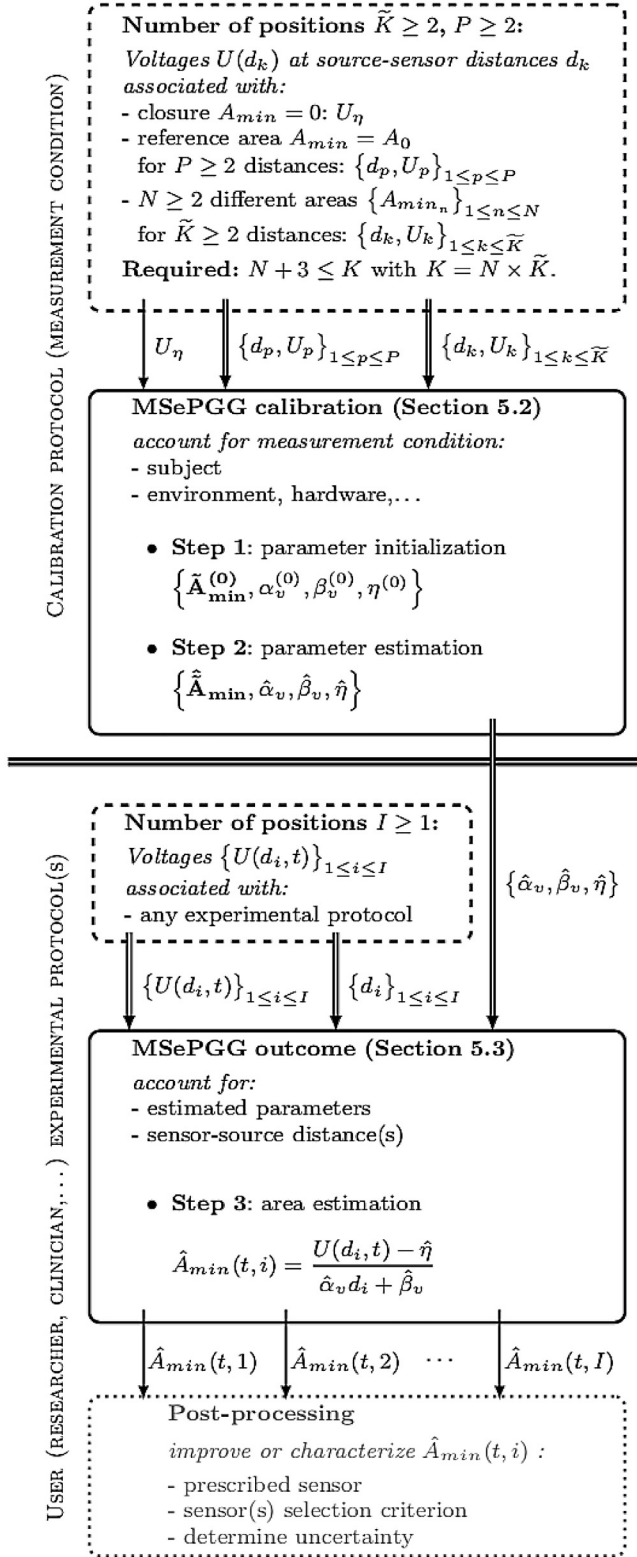 Number of positions K̃ ≥ 2, P ≥ 2:
Voltages U(d_k) at source-sensor distances d_k
associated with:
- closure A_min = 0: U_η
- reference area A_min = A_0
for P ≥ 2 distances: {d_p, U_p}_{1≤p≤P}
- N ≥ 2 different areas {A_{min_n}}_{1≤n≤N}
for K̃ ≥ 2 distances: {d_k, U_k}_{1≤k≤K̃}
Required: N + 3 ≤ K with K = N × K̃.
U_η
{d_p, U_p}_{1≤p≤P}
{d_k, U_k}_{1≤k≤K̃}
CALIBRATION PROTOCOL (MEASUREMENT CONDITION)
MSePGG calibration (Section 5.2)
account for measurement condition:
- subject
- environment, hardware,...
• Step 1: parameter initialization
{Ã_min^(0), α_v^(0), β_v^(0), η^(0)}
• Step 2: parameter estimation
{Ã̂_min, α̂_v, β̂_v, η̂}
Number of positions I ≥ 1:
Voltages {U(d_i, t)}_{1≤i≤I}
associated with:
- any experimental protocol
{α̂_v, β̂_v, η̂}
{U(d_i, t)}_{1≤i≤I}
{d_i}_{1≤i≤I}
USER (RESEARCHER, CLINICIAN,...) EXPERIMENTAL PROTOCOL(S)
MSePGG outcome (Section 5.3)
account for:
- estimated parameters
- sensor-source distance(s)
• Step 3: area estimation
Â_min(t, i) = (U(d_i, t) − η̂) / (α̂_v d_i + β̂_v)
Â_min(t, 1)
Â_min(t, 2)
···
Â_min(t, I)
Post-processing
improve or characterize Â_min(t, i) :
- prescribed sensor
- sensor(s) selection criterion
- determine uncertainty